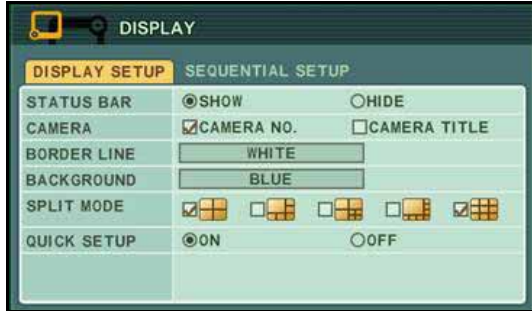 DISPLAY
DISPLAY SETUP SEQUENTIAL SETUP
STATUS BAR SHOW HIDE
CAMERA CAMERA NO. CAMERA TITLE
BORDER LINE WHITE
BACKGROUND BLUE
SPLIT MODE
QUICK SETUP ON OFF